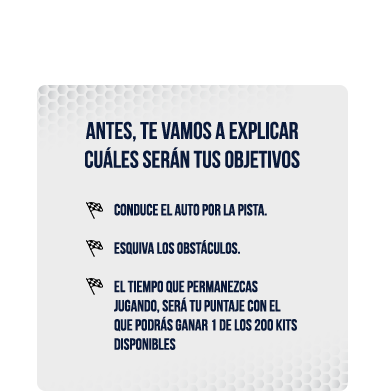 ANTES, TE VAMOS A EXPLICAR
CUÁLES SERÁN TUS OBJETIVOS
CONDUCE EL AUTO POR LA PISTA.
ESQUIVA LOS OBSTÁCULOS.
EL TIEMPO QUE PERMANEZCAS
JUGANDO, SERÁ TU PUNTAJE CON EL
QUE PODRÁS GANAR 1 DE LOS 200 KITS
DISPONIBLES